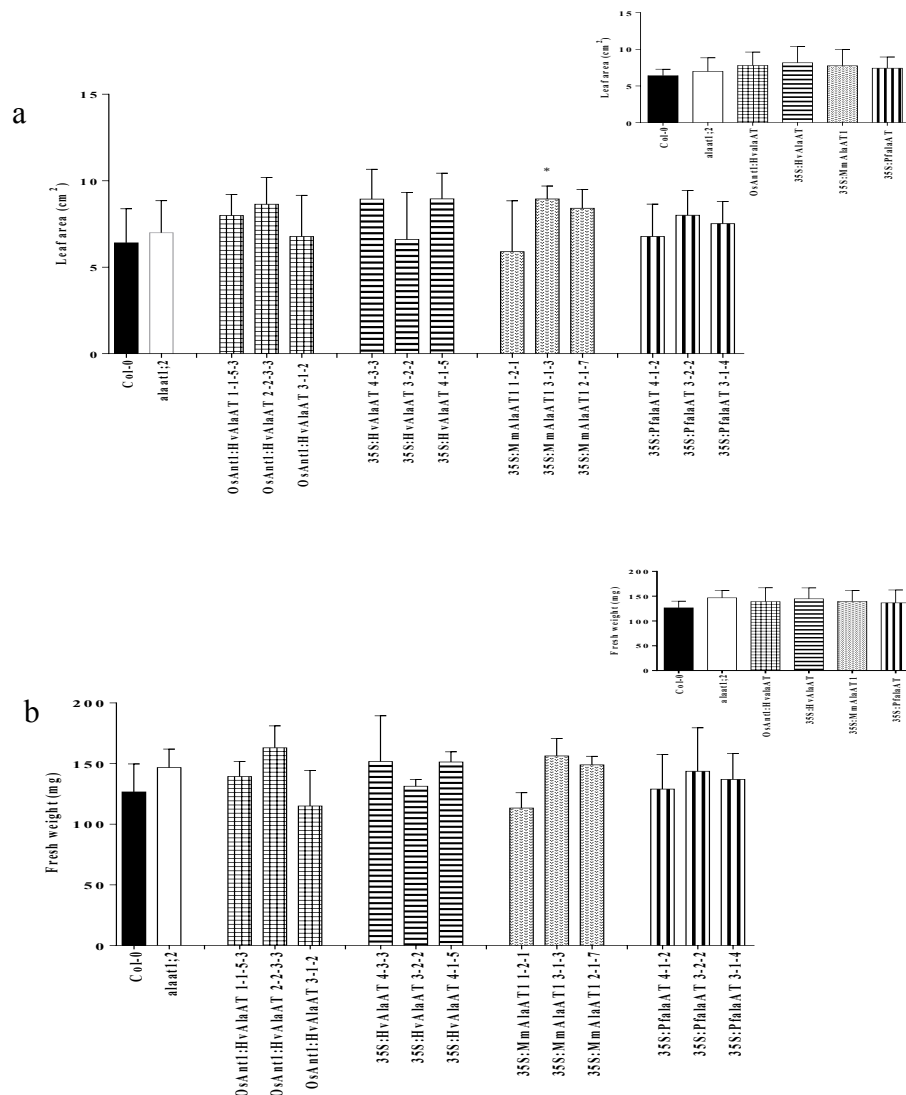 a
Leaf area (cm2)
15
10
5
0
*
Col-0
alaat1;2
OsAnt1:HvAlaAT 1-1-5-3
OsAnt1:HvAlaAT 2-2-3-3
OsAnt1:HvAlaAT 3-1-2
35S:HvAlaAT 4-3-3
35S:HvAlaAT 3-2-2
35S:HvAlaAT 4-1-5
35S:MmAlaAT1 1-2-1
35S:MmAlaAT1 3-1-3
35S:MmAlaAT1 2-1-7
35S:PfalaAT 4-1-2
35S:PfalaAT 3-2-2
35S:PfalaAT 3-1-4
Leaf area (cm2)
15
10
5
0
Col-0
alaat1;2
OsAnt1:HvalaAT
35S:HvAlaAT
35S:MmAlaAT1
35S:PfalaAT
b
Fresh weight (mg)
200
150
100
50
0
Col-0
alaat1;2
OsAnt1:HvAlaAT 1-1-5-3
OsAnt1:HvAlaAT 2-2-3-3
OsAnt1:HvAlaAT 3-1-2
35S:HvAlaAT 4-3-3
35S:HvAlaAT 3-2-2
35S:HvAlaAT 4-1-5
35S:MmAlaAT1 1-2-1
35S:MmAlaAT1 3-1-3
35S:MmAlaAT1 2-1-7
35S:PfalaAT 4-1-2
35S:PfalaAT 3-2-2
35S:PfalaAT 3-1-4
Fresh weight (mg)
200
150
100
50
0
Col-0
alaat1;2
OsAnt1:HvalaAT
35S:HvAlaAT
35S:MmAlaAT1
35S:PfalaAT